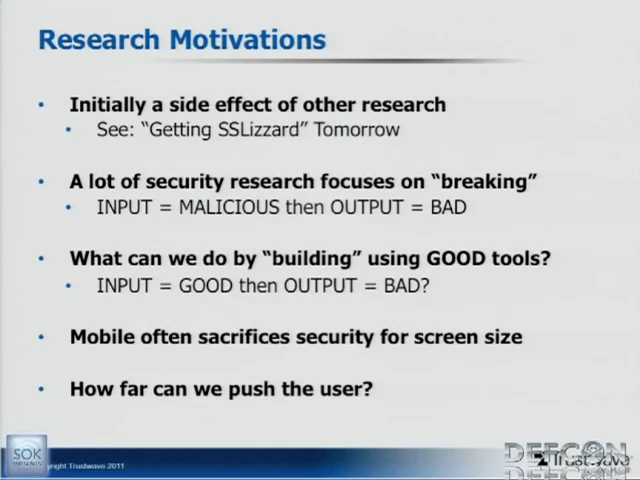 Research Motivations
• Initially a side effect of other research
• See: “Getting SSLizzard” Tomorrow
• A lot of security research focuses on “breaking”
• INPUT = MALICIOUS then OUTPUT = BAD
• What can we do by “building” using GOOD tools?
• INPUT = GOOD then OUTPUT = BAD?
• Mobile often sacrifices security for screen size
• How far can we push the user?
SOK
PRESENTS
yright Trustwave 2011
DEFCON
Trustwave